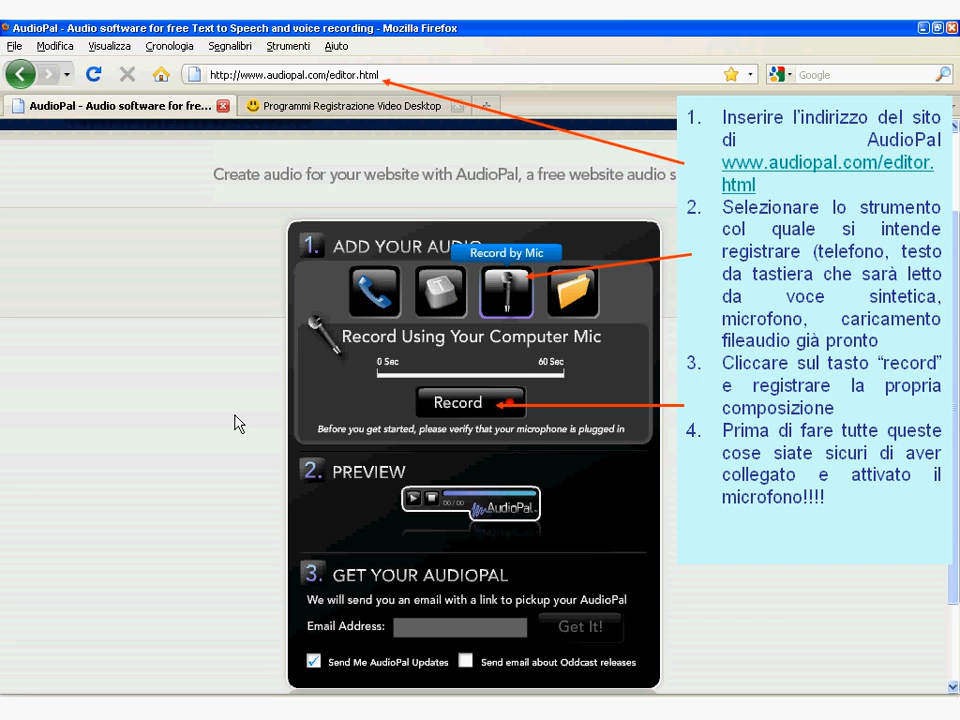 AudioPal - Audio software for free Text to Speech and voice recording - Mozilla Firefox
File Modifica Visualizza Cronologia Segnalibri Strumenti Aiuto
http://www.audiopal.com/editor.html
Google
AudioPal - Audio software for fre...
Programmi Registrazione Video Desktop
Create audio for your website with AudioPal, a free website audio s
1. ADD YOUR AUDIO
Record by Mic
Record Using Your Computer Mic
0 Sec 60 Sec
Record
Before you get started, please verify that your microphone is plugged in
2. PREVIEW
00 / 00
AudioPal
3. GET YOUR AUDIOPAL
We will send you an email with a link to pickup your AudioPal
Email Address:
Get It!
Send Me AudioPal Updates
Send email about Oddcast releases
1. Inserire l'indirizzo del sito
di AudioPal
www.audiopal.com/editor.
html
2. Selezionare lo strumento
col quale si intende
registrare (telefono, testo
da tastiera che sarà letto
da voce sintetica,
microfono, caricamento
fileaudio già pronto
3. Cliccare sul tasto “record”
e registrare la propria
composizione
4. Prima di fare tutte queste
cose siate sicuri di aver
collegato e attivato il
microfono!!!!